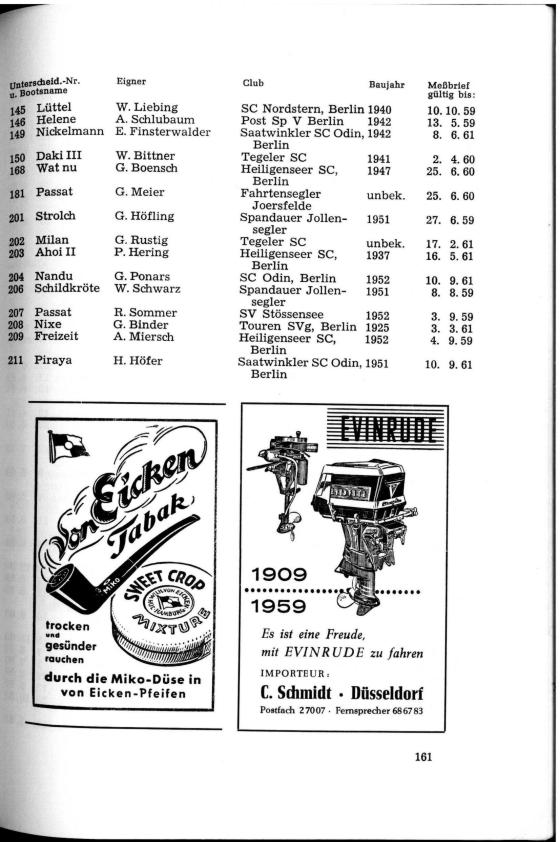 Unterscheid.-Nr. Eigner Club Baujahr Meßbrief
u. Bootsname gültig bis:
145 Lüttel W. Liebing SC Nordstern, Berlin 1940 10. 10. 59
146 Helene A. Schlubaum Post Sp V Berlin 1942 13. 5. 59
149 Nickelmann E. Finsterwalder Saatwinkler SC Odin, 1942 8. 6. 61
Berlin
150 Daki III W. Bittner Tegeler SC 1941 2. 4. 60
168 Wat nu G. Boensch Heiligenseer SC, 1947 25. 6. 60
Berlin
181 Passat G. Meier Fahrtensegler unbek. 25. 6. 60
Joersfelde
201 Strolch G. Höfling Spandauer Jollen- 1951 27. 6. 59
segler
202 Milan G. Rustig Tegeler SC unbek. 17. 2. 61
203 Ahoi II P. Hering Heiligenseer SC, 1937 16. 5. 61
Berlin
204 Nandu G. Ponars SC Odin, Berlin 1952 10. 9. 61
206 Schildkröte W. Schwarz Spandauer Jollen- 1951 8. 8. 59
segler
207 Passat R. Sommer SV Stössensee 1952 3. 9. 59
208 Nixe G. Binder Touren SVg, Berlin 1925 3. 3. 61
209 Freizeit A. Miersch Heiligenseer SC, 1952 4. 9. 59
Berlin
211 Piraya H. Höfer Saatwinkler SC Odin, 1951 10. 9. 61
Berlin
Von Eicken
Tabak
MIKO
SWEET CROP
MIXTURE
trocken
und
gesünder
rauchen
durch die Miko-Düse in
von Eicken-Pfeifen
EVINRUDE
1909
1959
Es ist eine Freude,
mit EVINRUDE zu fahren
IMPORTEUR:
C. Schmidt · Düsseldorf
Postfach 27007 · Fernsprecher 686783
161